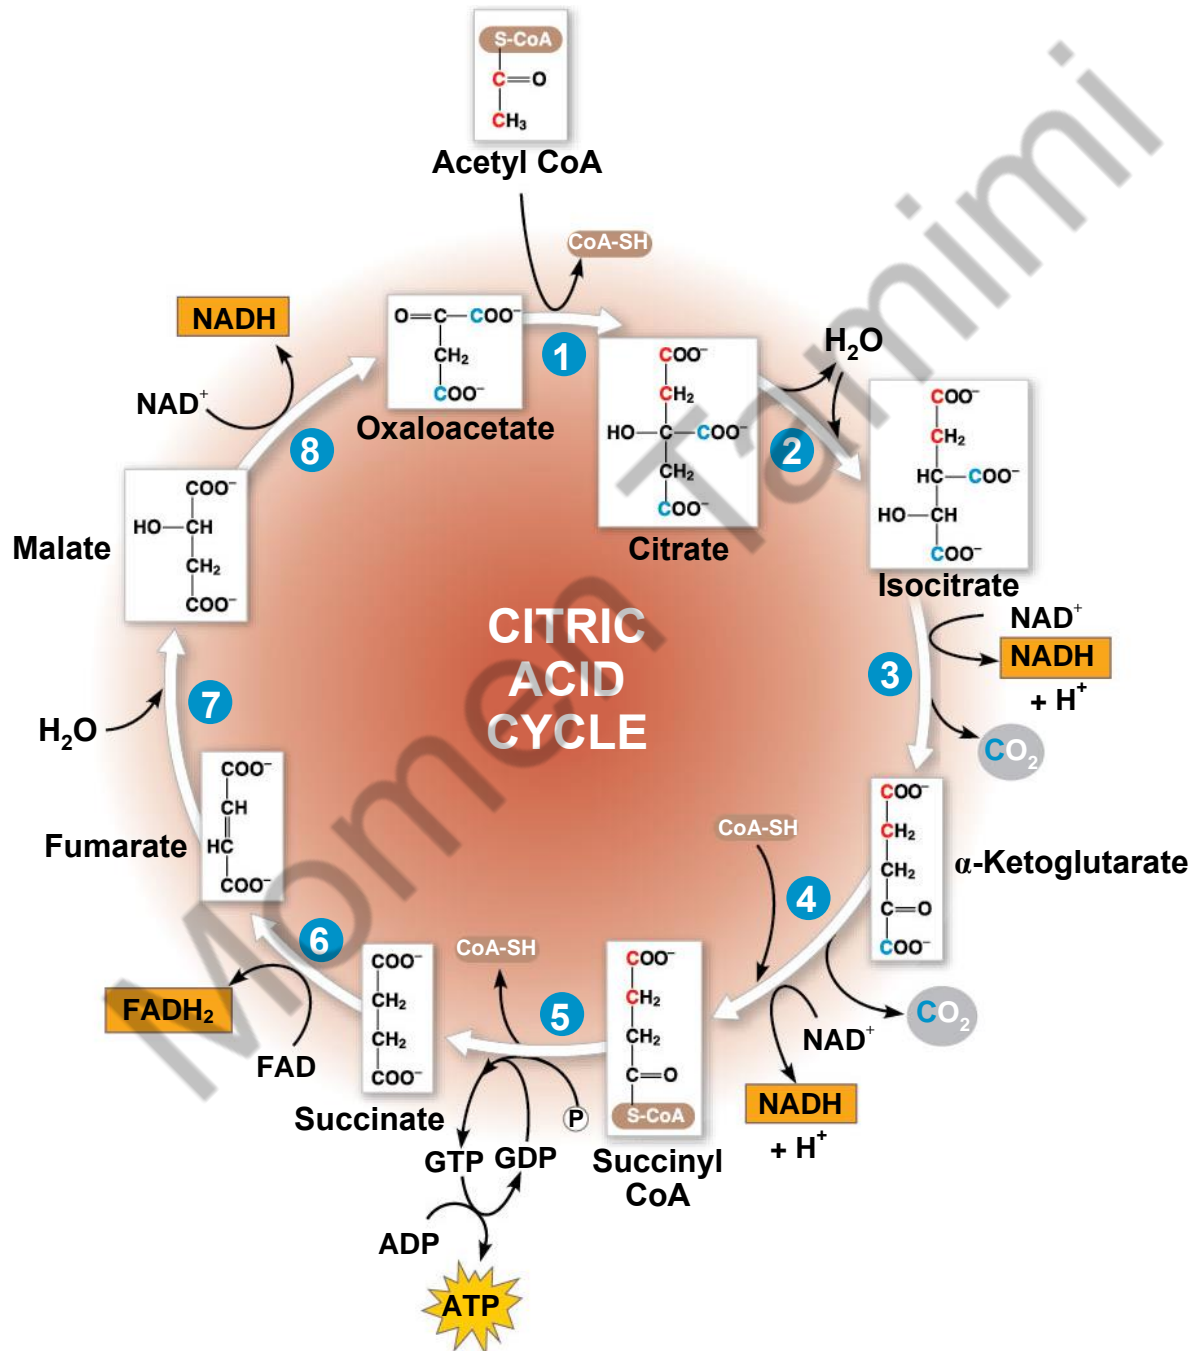 S-CoA
C=O
CH₃
Acetyl CoA
CoA-SH
NADH
NAD⁺
O=C—COO⁻
CH₂
COO⁻
Oxaloacetate
1
COO⁻
CH₂
HO—C—COO⁻
CH₂
COO⁻
Citrate
H₂O
2
COO⁻
CH₂
HC—COO⁻
HO—CH
COO⁻
Isocitrate
NAD⁺
NADH
+ H⁺
3
CO₂
COO⁻
CH₂
CH₂
C=O
COO⁻
α-Ketoglutarate
CoA-SH
4
CO₂
NAD⁺
NADH
+ H⁺
COO⁻
CH₂
CH₂
C=O
S-CoA
Succinyl
CoA
5
CoA-SH
P
GTP GDP
ADP
ATP
COO⁻
CH₂
CH₂
COO⁻
Succinate
6
FADH₂
FAD
COO⁻
CH
HC
COO⁻
Fumarate
7
H₂O
COO⁻
HO—CH
CH₂
COO⁻
Malate
8
CITRIC
ACID
CYCLE
Momen Tamimi